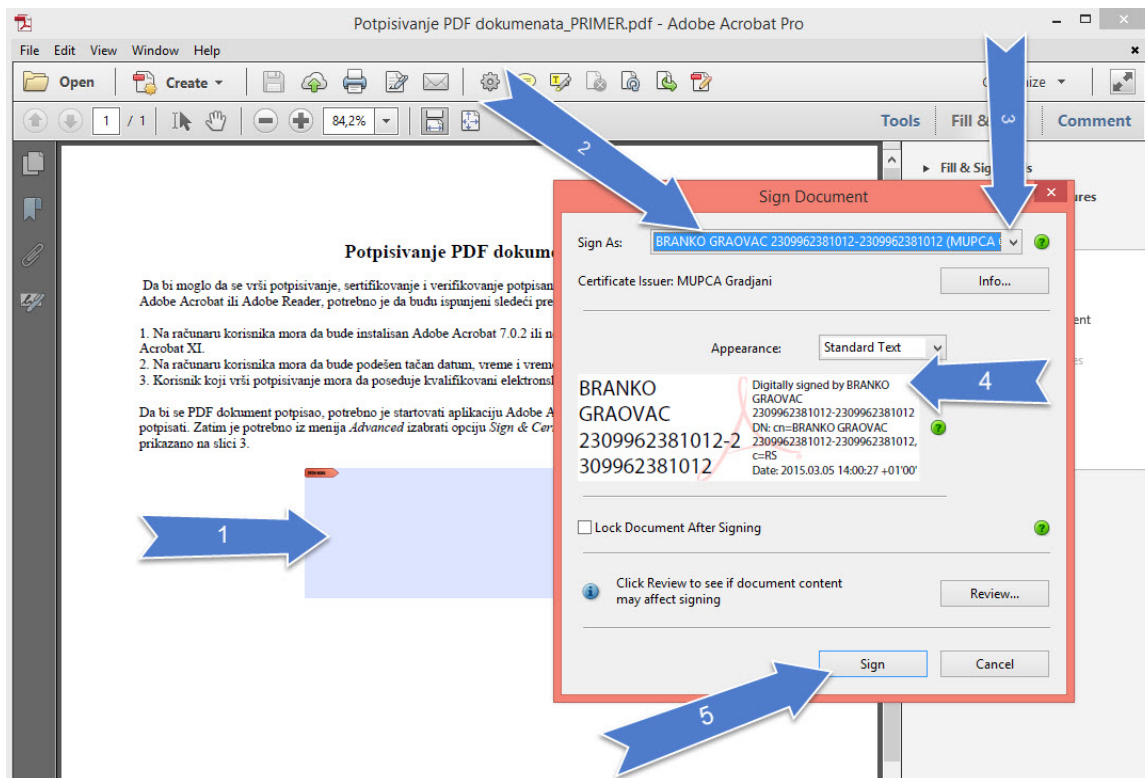 Potpisivanje PDF dokumenata_PRIMER.pdf - Adobe Acrobat Pro
File Edit View Window Help
Open Create
1 / 1 84,2% Tools Fill & Comment
2
3
Fill & Sig
Sign Document
Sign As: BRANKO GRAOVAC 2309962381012-2309962381012 (MUPCA
Certificate Issuer: MUPCA Gradjani Info...
Appearance: Standard Text
BRANKO
GRAOVAC
2309962381012-2
309962381012
Digitally signed by BRANKO
GRAOVAC
2309962381012-2309962381012
DN: cn=BRANKO GRAOVAC
2309962381012-2309962381012,
c=RS
Date: 2015.03.05 14:00:27 +01'00'
4
Lock Document After Signing
Click Review to see if document content
may affect signing
Review...
Sign Cancel
5
Potpisivanje PDF dokum
Da bi moglo da se vrši potpisivanje, sertifikovanje i verifikovanje potpisan
Adobe Acrobat ili Adobe Reader, potrebno je da budu ispunjeni sledeći pre
1. Na računaru korisnika mora da bude instalisan Adobe Acrobat 7.0.2 ili n
Acrobat XI.
2. Na računaru korisnika mora da bude podešen tačan datum, vreme i vrem
3. Korisnik koji vrši potpisivanje mora da poseduje kvalifikovani elektrons
Da bi se PDF dokument potpisao, potrebno je startovati aplikaciju Adobe A
potpisati. Zatim je potrebno iz menija Advanced izabrati opciju Sign & Cer
prikazano na slici 3.
1